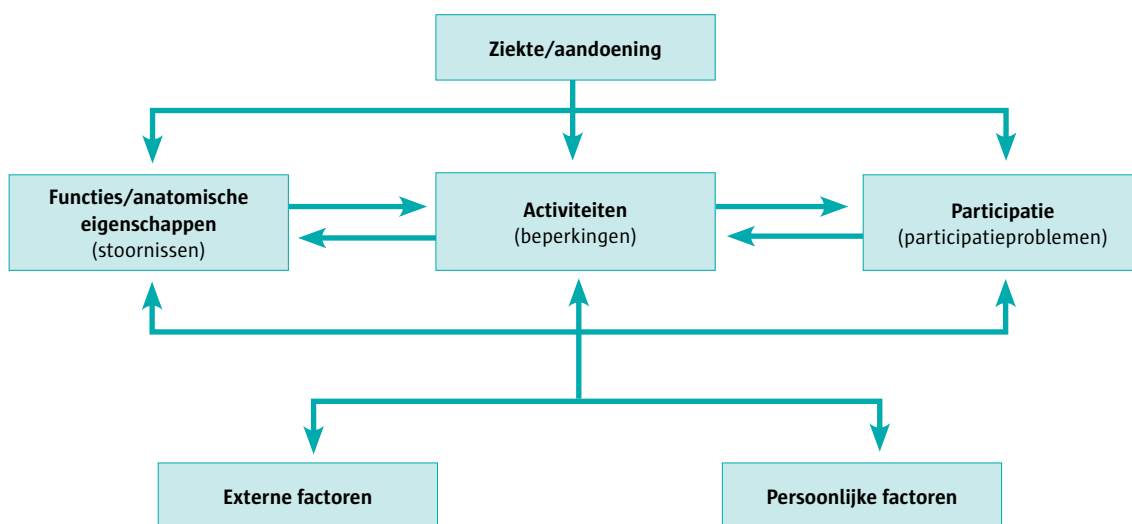 Ziekte/aandoening
Functies/anatomische
eigenschappen
(stoornissen)
Activiteiten
(beperkingen)
Participatie
(participatieproblemen)
Externe factoren
Persoonlijke factoren